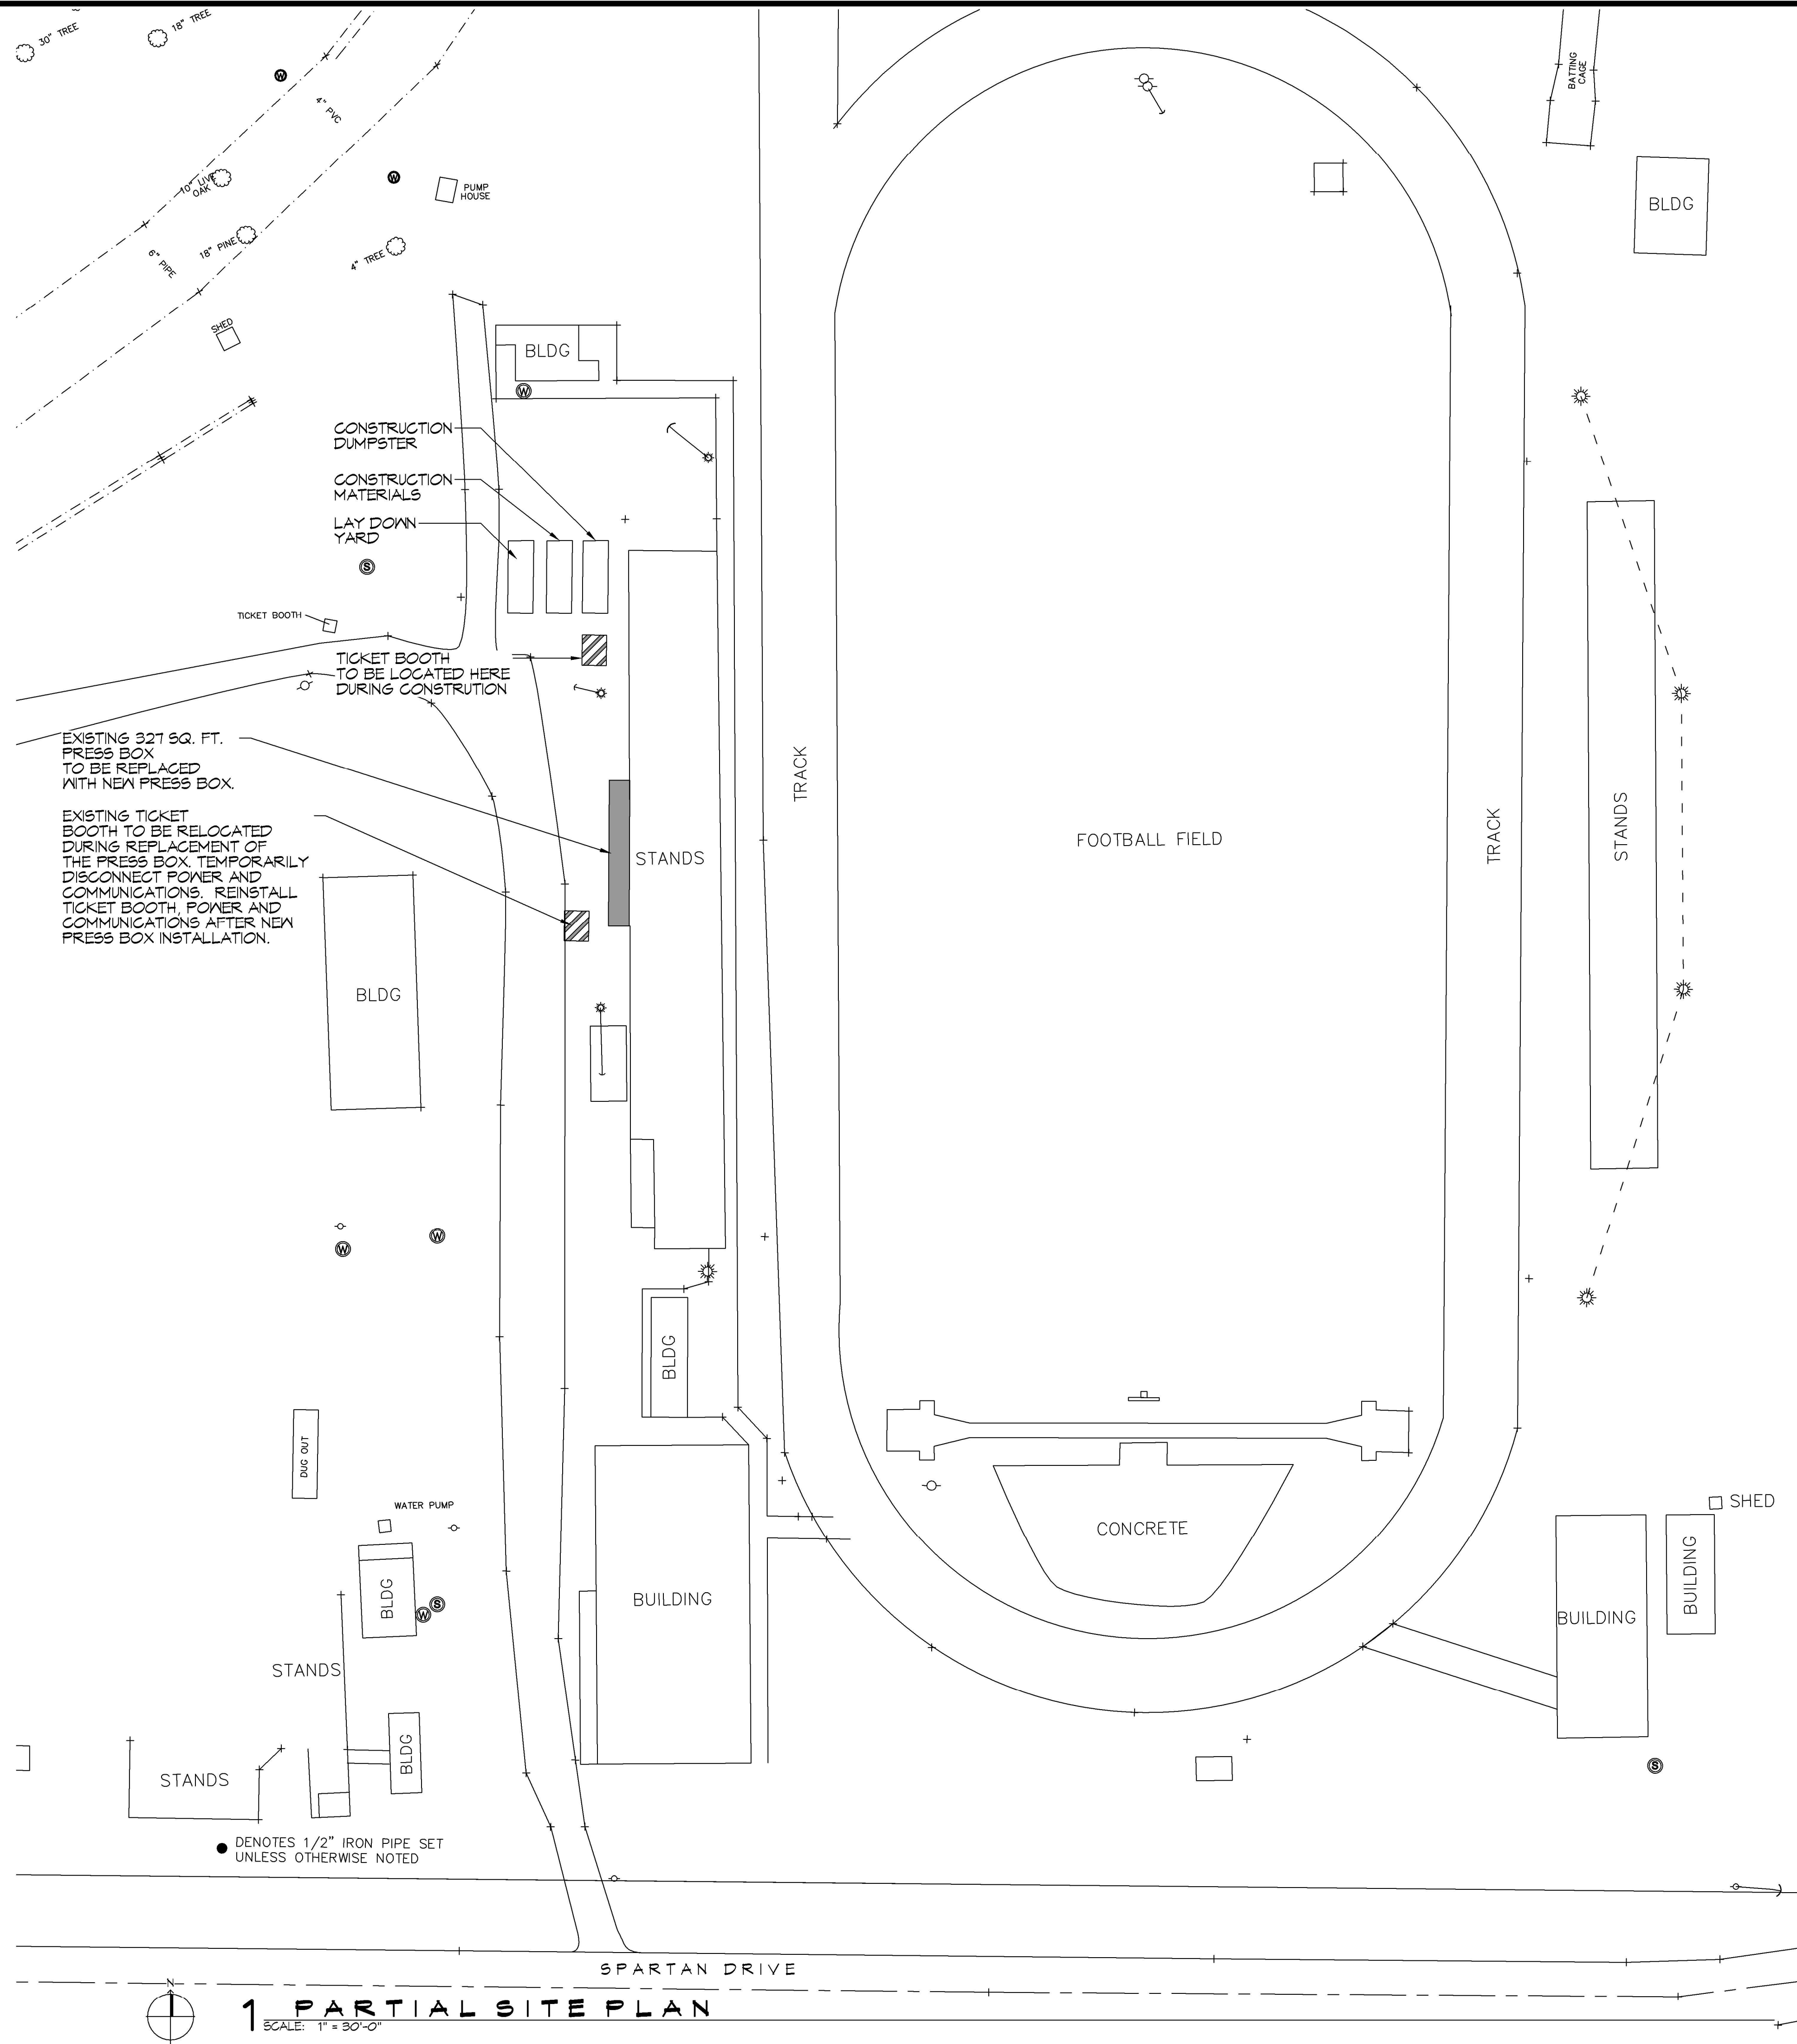 30" TREE
18" TREE
W
4" PVC
BATTING
CAGE
10" LIVE
OAK
W
PUMP
HOUSE
BLDG
18" PINE
4" TREE
6" PIPE
SHED
BLDG
W
CONSTRUCTION
DUMPSTER
CONSTRUCTION
MATERIALS
LAY DOWN
YARD
S
TICKET BOOTH
TICKET BOOTH
TO BE LOCATED HERE
DURING CONSTRUTION
EXISTING 327 SQ. FT.
PRESS BOX
TO BE REPLACED
WITH NEW PRESS BOX.
EXISTING TICKET
BOOTH TO BE RELOCATED
DURING REPLACEMENT OF
THE PRESS BOX. TEMPORARILY
DISCONNECT POWER AND
COMMUNICATIONS. REINSTALL
TICKET BOOTH, POWER AND
COMMUNICATIONS AFTER NEW
PRESS BOX INSTALLATION.
STANDS
TRACK
FOOTBALL FIELD
TRACK
STANDS
BLDG
W
W
BLDG
DUG OUT
WATER PUMP
SHED
CONCRETE
BLDG
W
S
BUILDING
BUILDING
BUILDING
STANDS
BLDG
STANDS
S
DENOTES 1/2" IRON PIPE SET
UNLESS OTHERWISE NOTED
SPARTAN DRIVE
N
1 PARTIAL SITE PLAN
SCALE: 1" = 30'-0"